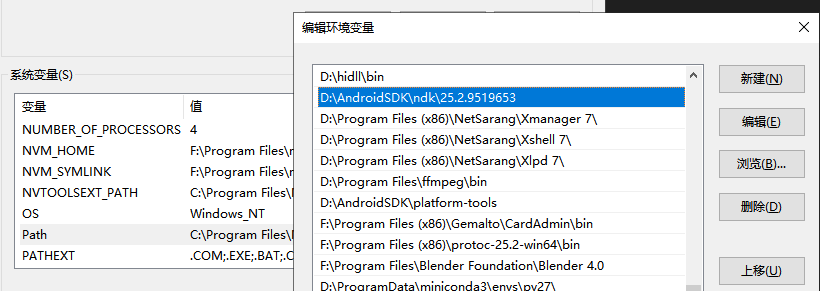 编辑环境变量
系统变量(S)
变量 值
NUMBER_OF_PROCESSORS 4
NVM_HOME F:\Program Files\
NVM_SYMLINK F:\Program Files\
NVTOOLSEXT_PATH C:\Program Files\
OS Windows_NT
Path C:\Program Files\
PATHEXT .COM;.EXE;.BAT;.C
D:\hidll\bin
D:\AndroidSDK\ndk\25.2.9519653
D:\Program Files (x86)\NetSarang\Xmanager 7\
D:\Program Files (x86)\NetSarang\Xshell 7\
D:\Program Files (x86)\NetSarang\Xlpd 7\
D:\Program Files\ffmpeg\bin
D:\AndroidSDK\platform-tools
F:\Program Files (x86)\Gemalto\CardAdmin\bin
F:\Program Files (x86)\protoc-25.2-win64\bin
F:\Program Files\Blender Foundation\Blender 4.0
D:\ProgramData\miniconda3\envs\py27\
新建(N)
编辑(E)
浏览(B)...
删除(D)
上移(U)